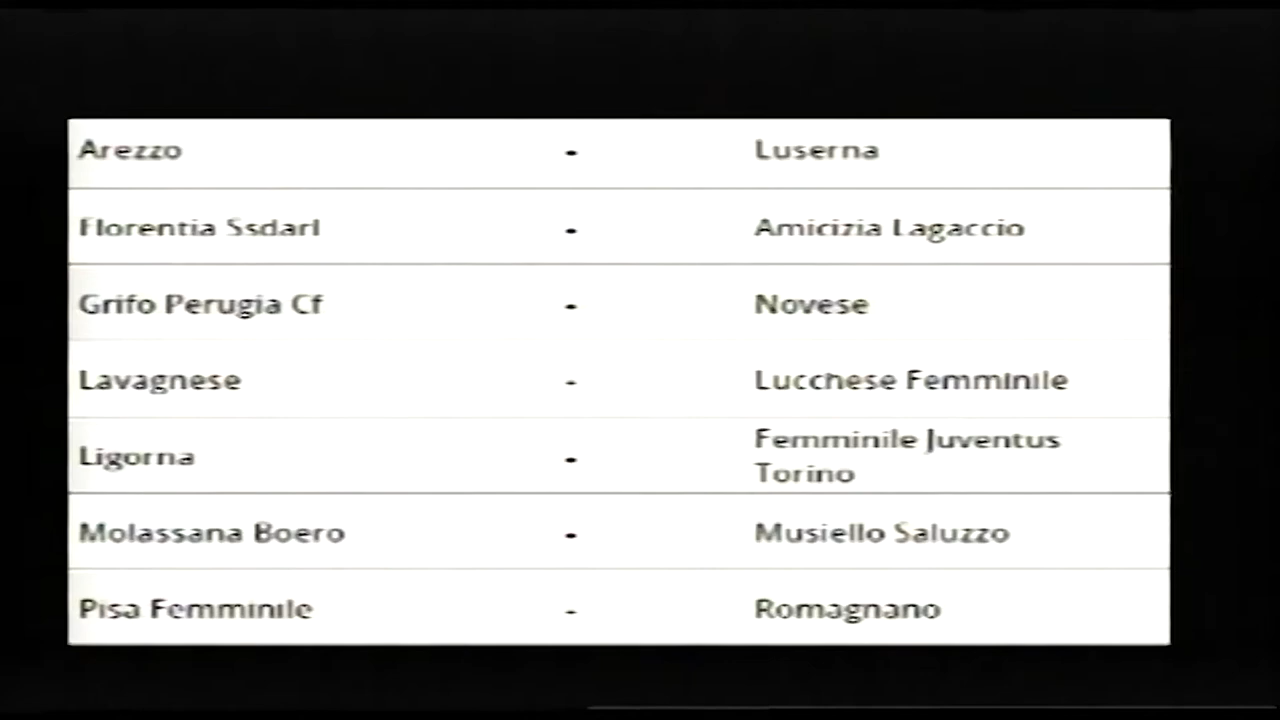 Arezzo - Luserna
Florentia Ssdarl - Amicizia Lagaccio
Grifo Perugia Cf - Novese
Lavagnese - Lucchese Femminile
Ligorna - Femminile Juventus
Torino
Molassana Boero - Musiello Saluzzo
Pisa Femminile - Romagnano